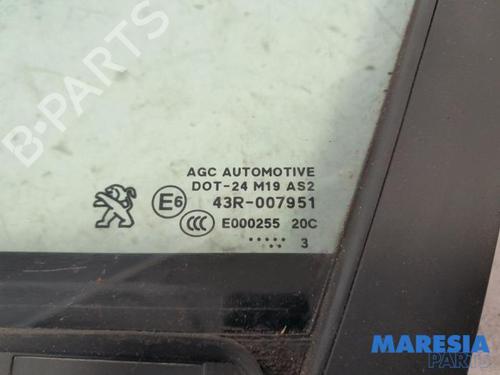 B-PARTS
AGC AUTOMOTIVE
DOT-24 M19 AS2
E6 43R-007951
CCC E000255 20C
..... 3
MARESIA
PARTS